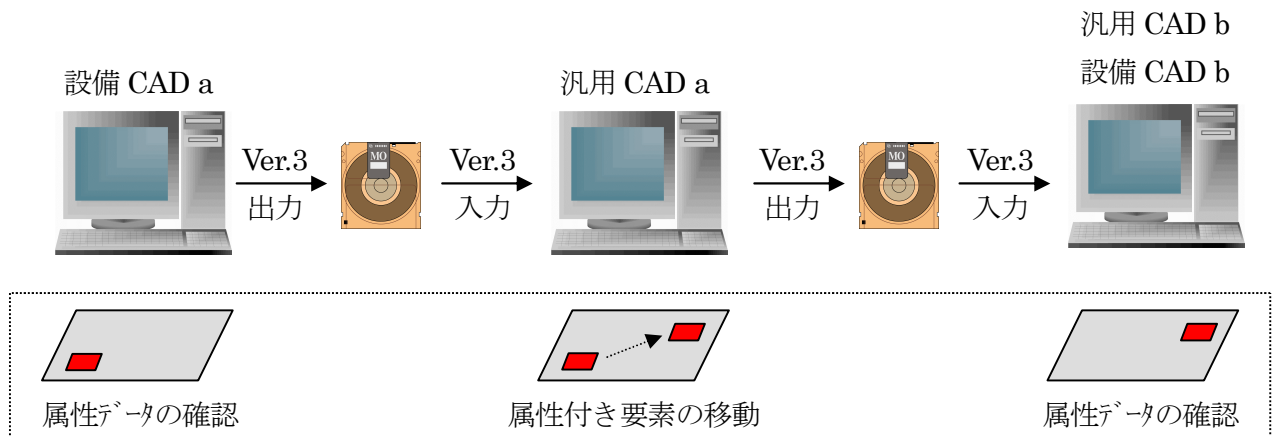 汎用 CAD b
設備 CAD a
汎用 CAD a
設備 CAD b
Ver.3
出力
MO
Ver.3
入力
Ver.3
出力
MO
Ver.3
入力
属性ﾃﾞｰﾀの確認
属性付き要素の移動
属性ﾃﾞｰﾀの確認